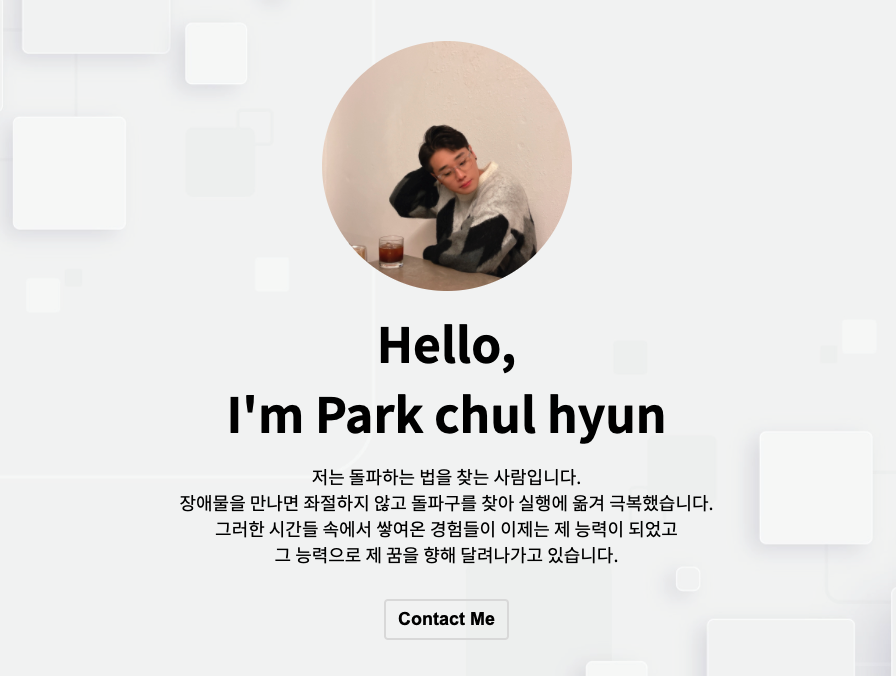 Hello,
I'm Park chul hyun
저는 돌파하는 법을 찾는 사람입니다.
장애물을 만나면 좌절하지 않고 돌파구를 찾아 실행에 옮겨 극복했습니다.
그러한 시간들 속에서 쌓여온 경험들이 이제는 제 능력이 되었고
그 능력으로 제 꿈을 향해 달려나가고 있습니다.
Contact Me